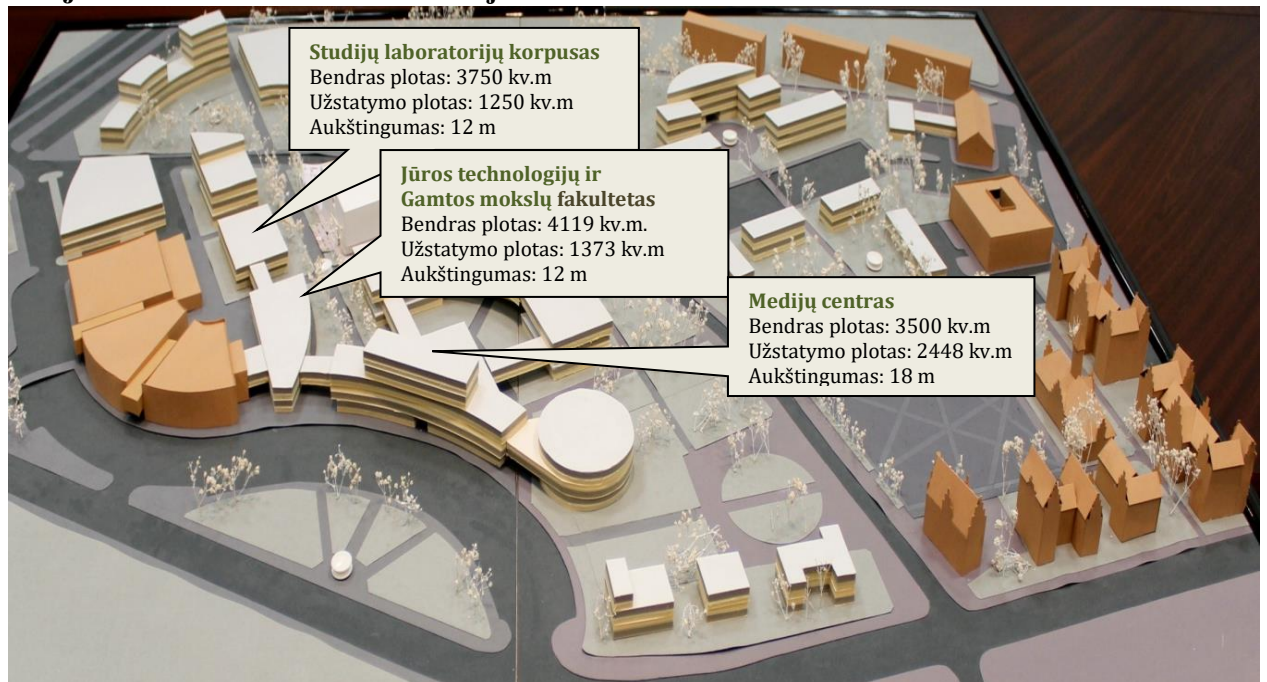 Studijų laboratorijų korpusas
Bendras plotas: 3750 kv.m
Užstatymo plotas: 1250 kv.m
Aukštingumas: 12 m
Jūros technologijų ir
Gamtos mokslų fakultetas
Bendras plotas: 4119 kv.m.
Užstatymo plotas: 1373 kv.m
Aukštingumas: 12 m
Medijų centras
Bendras plotas: 3500 kv.m
Užstatymo plotas: 2448 kv.m
Aukštingumas: 18 m